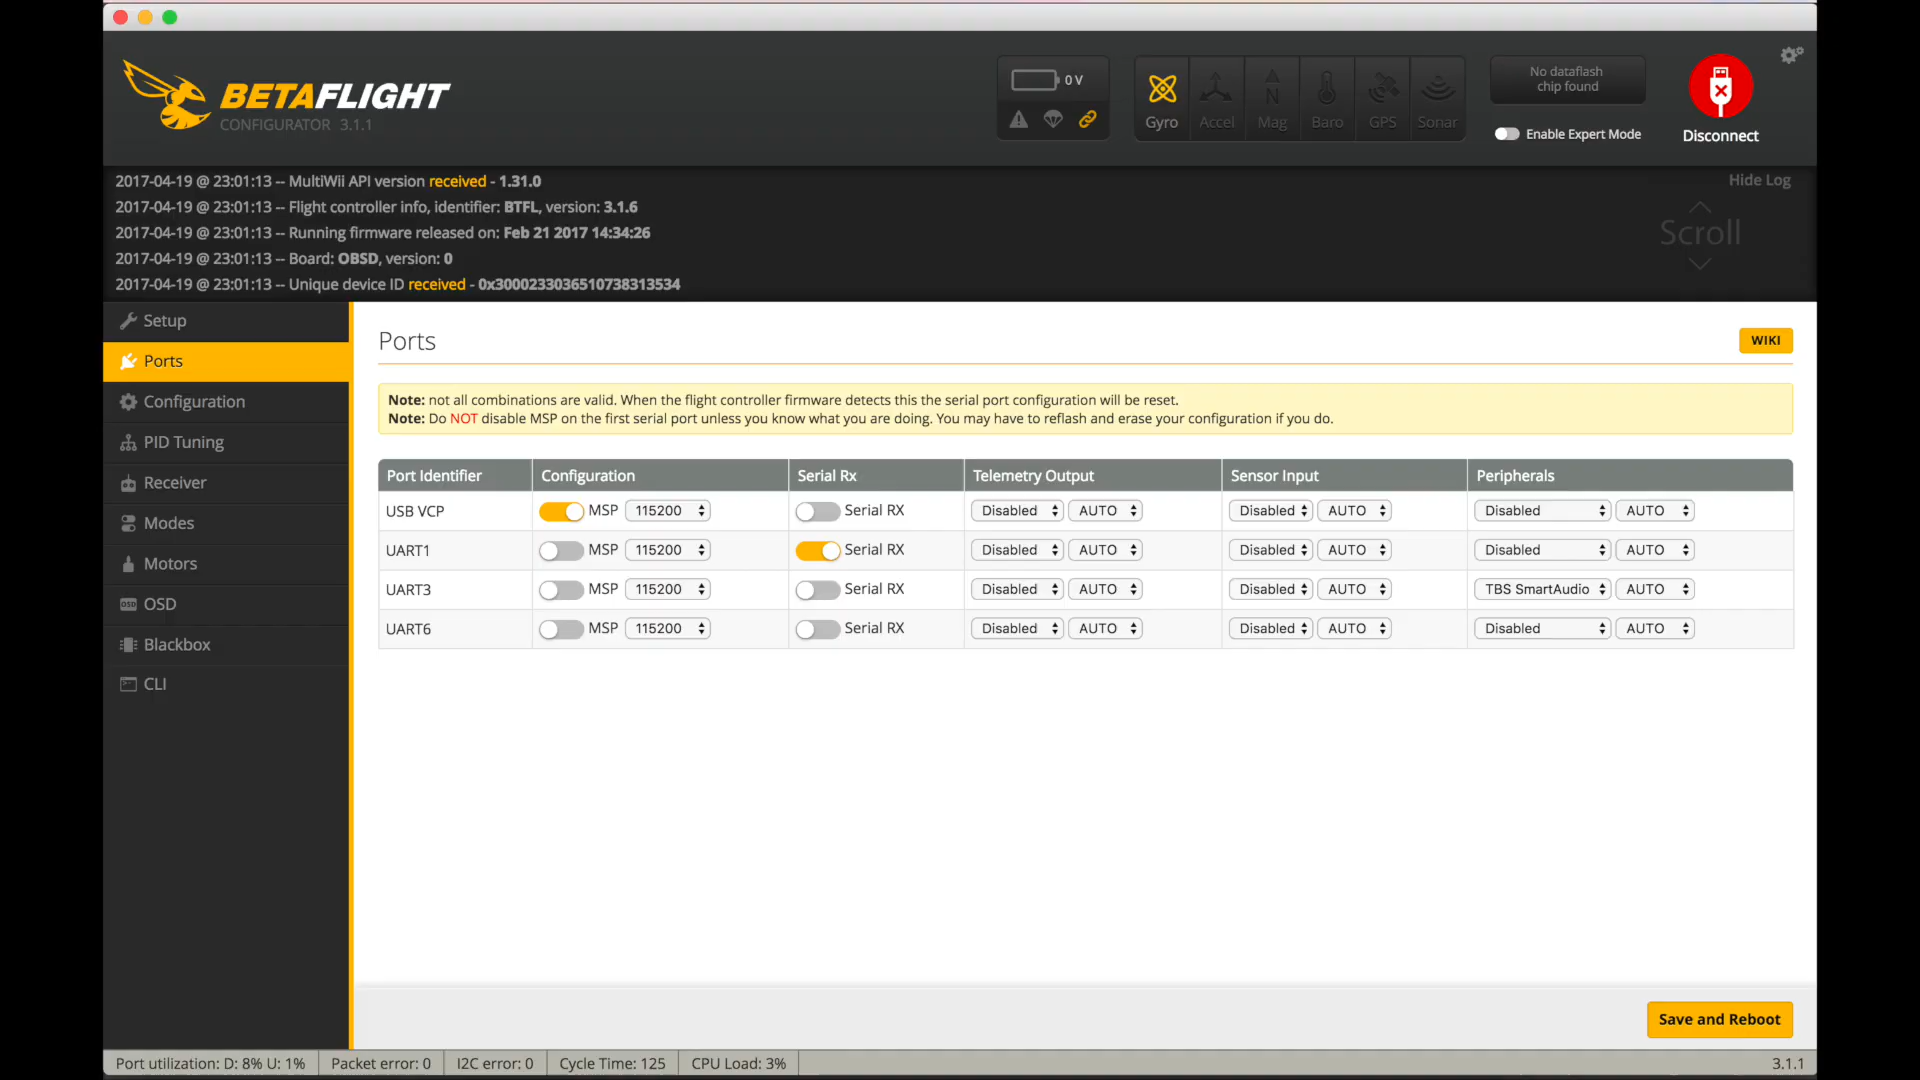 BETAFLIGHT
CONFIGURATOR 3.1.1
0 V
Gyro Accel Mag Baro GPS Sonar
N
No dataflash
chip found
Enable Expert Mode
Disconnect
2017-04-19 @ 23:01:13 -- MultiWii API version received - 1.31.0
Hide Log
2017-04-19 @ 23:01:13 -- Flight controller info, identifier: BTFL, version: 3.1.6
2017-04-19 @ 23:01:13 -- Running firmware released on: Feb 21 2017 14:34:26
Scroll
2017-04-19 @ 23:01:13 -- Board: OBSD, version: 0
2017-04-19 @ 23:01:13 -- Unique device ID received - 0x3000233036510738313534
Setup
Ports
Configuration
PID Tuning
Receiver
Modes
Motors
OSD OSD
Blackbox
CLI
Ports
WIKI
Note: not all combinations are valid. When the flight controller firmware detects this the serial port configuration will be reset.
Note: Do NOT disable MSP on the first serial port unless you know what you are doing. You may have to reflash and erase your configuration if you do.
Port Identifier Configuration Serial Rx Telemetry Output Sensor Input Peripherals
USB VCP MSP 115200 Serial RX Disabled AUTO Disabled AUTO Disabled AUTO
UART1 MSP 115200 Serial RX Disabled AUTO Disabled AUTO Disabled AUTO
UART3 MSP 115200 Serial RX Disabled AUTO Disabled AUTO TBS SmartAudio AUTO
UART6 MSP 115200 Serial RX Disabled AUTO Disabled AUTO Disabled AUTO
Save and Reboot
Port utilization: D: 8% U: 1% Packet error: 0 I2C error: 0 Cycle Time: 125 CPU Load: 3% 3.1.1